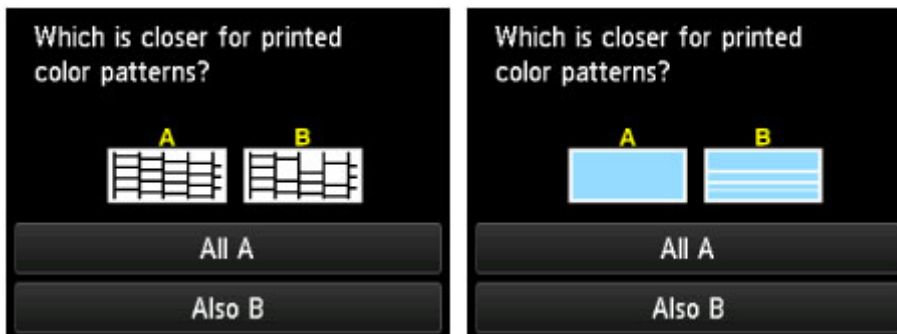 Which is closer for printed
color patterns?
A B
All A
Also B
Which is closer for printed
color patterns?
A B
All A
Also B